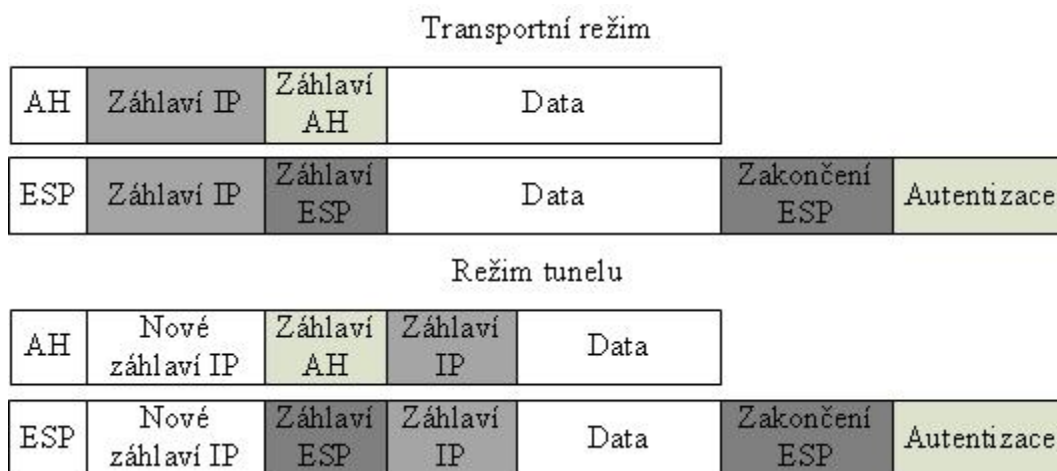 Transportní režim
AH Záhlaví IP Záhlaví AH Data
ESP Záhlaví IP Záhlaví ESP Data Zakončení ESP Autentizace
Režim tunelu
AH Nové záhlaví IP Záhlaví AH Záhlaví IP Data
ESP Nové záhlaví IP Záhlaví ESP Záhlaví IP Data Zakončení ESP Autentizace